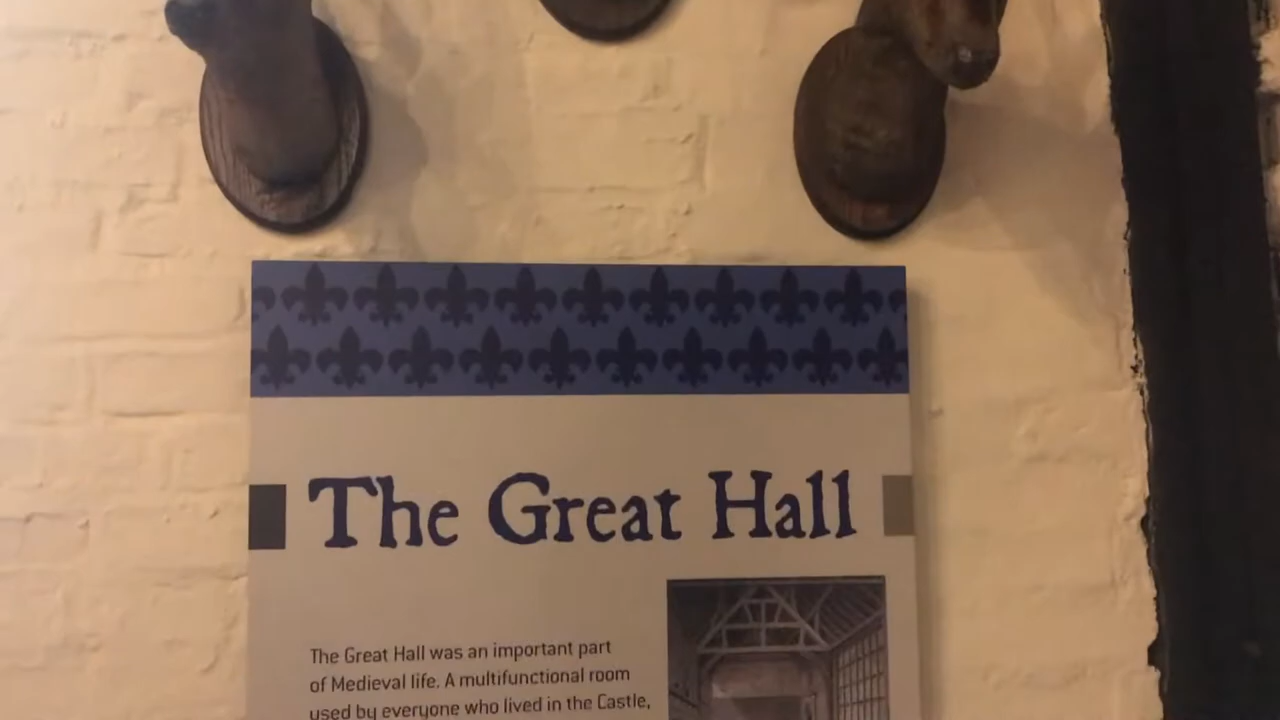 The Great Hall
The Great Hall was an important part
of Medieval life. A multifunctional room
used by everyone who lived in the Castle,